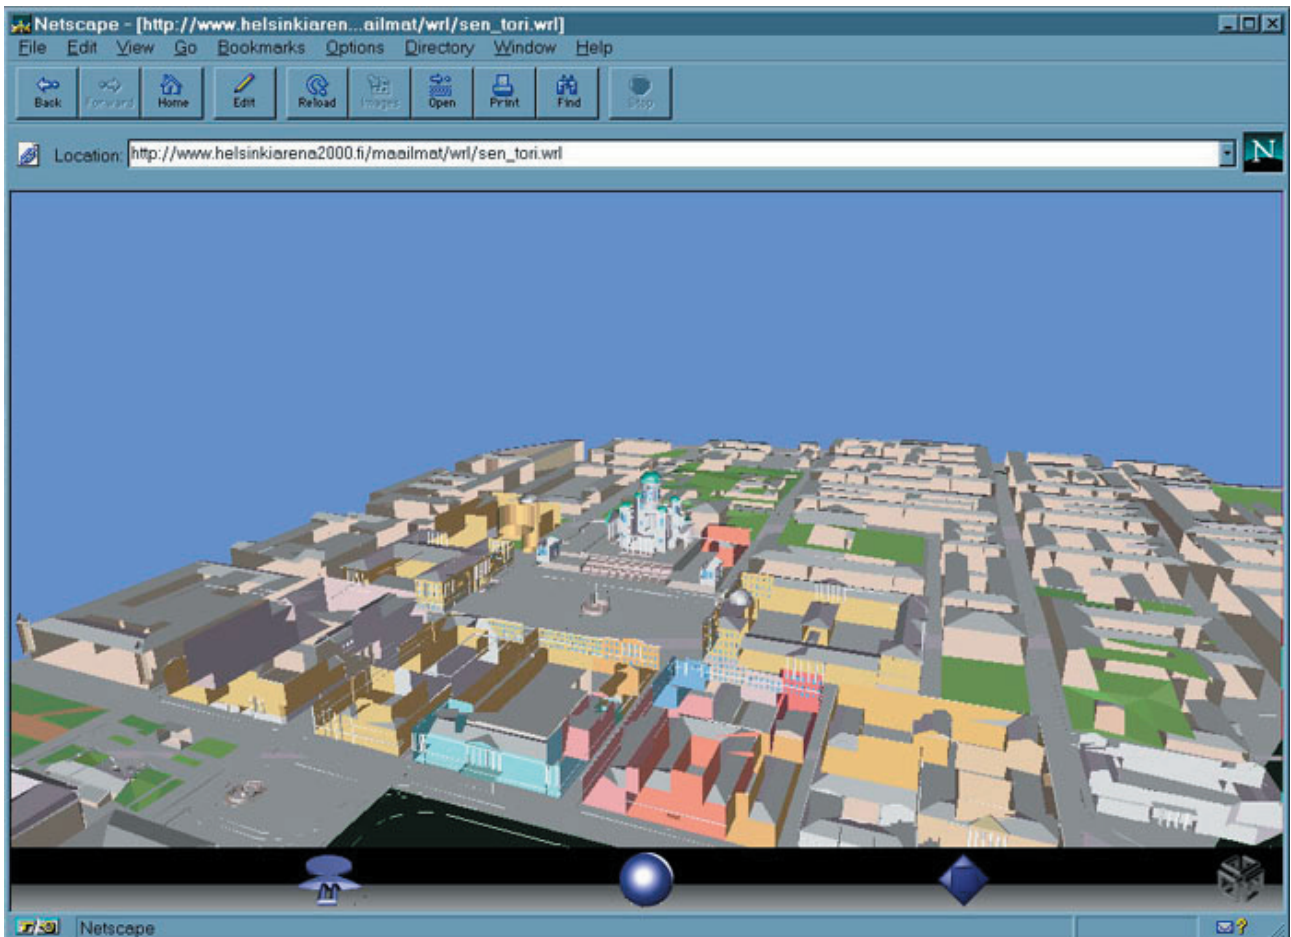 Netscape - [http://www.helsinkiaren...ailmat/wrl/sen_tori.wrl]
File Edit View Go Bookmarks Options Directory Window Help
Back Forward Home Edit Reload Images Open Print Find Stop
Location: http://www.helsinkiarena2000.fi/maailmat/wrl/sen_tori.wrl
N
Netscape